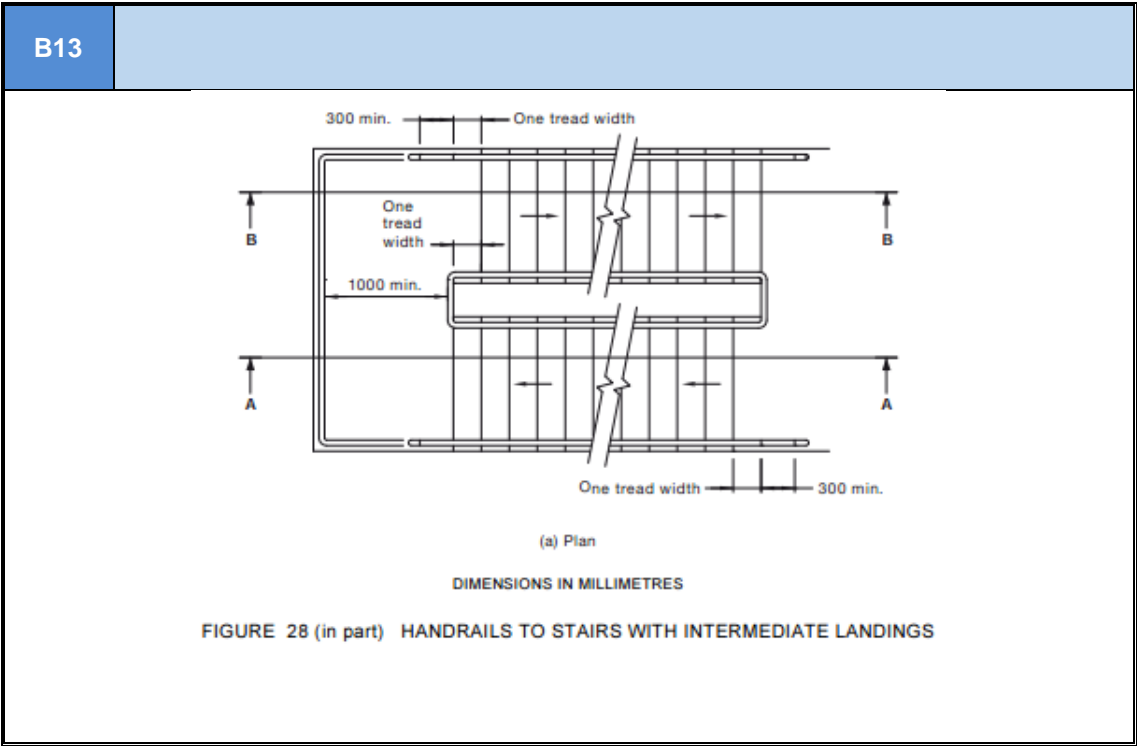 B13
300 min.
One tread width
One
tread
width
B
B
1000 min.
A
A
One tread width
300 min.
(a) Plan
DIMENSIONS IN MILLIMETRES
FIGURE 28 (in part) HANDRAILS TO STAIRS WITH INTERMEDIATE LANDINGS